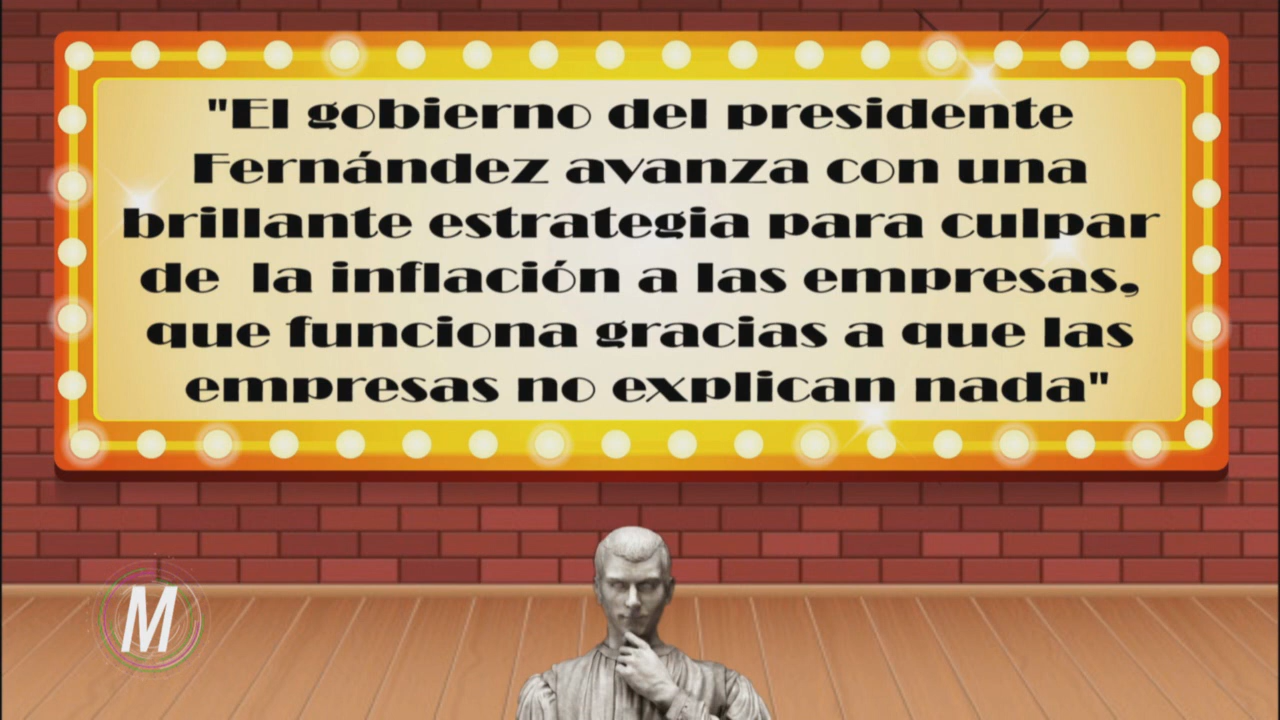 "El gobierno del presidente
Fernández avanza con una
brillante estrategia para culpar
de la inflación a las empresas,
que funciona gracias a que las
empresas no explican nada"
M